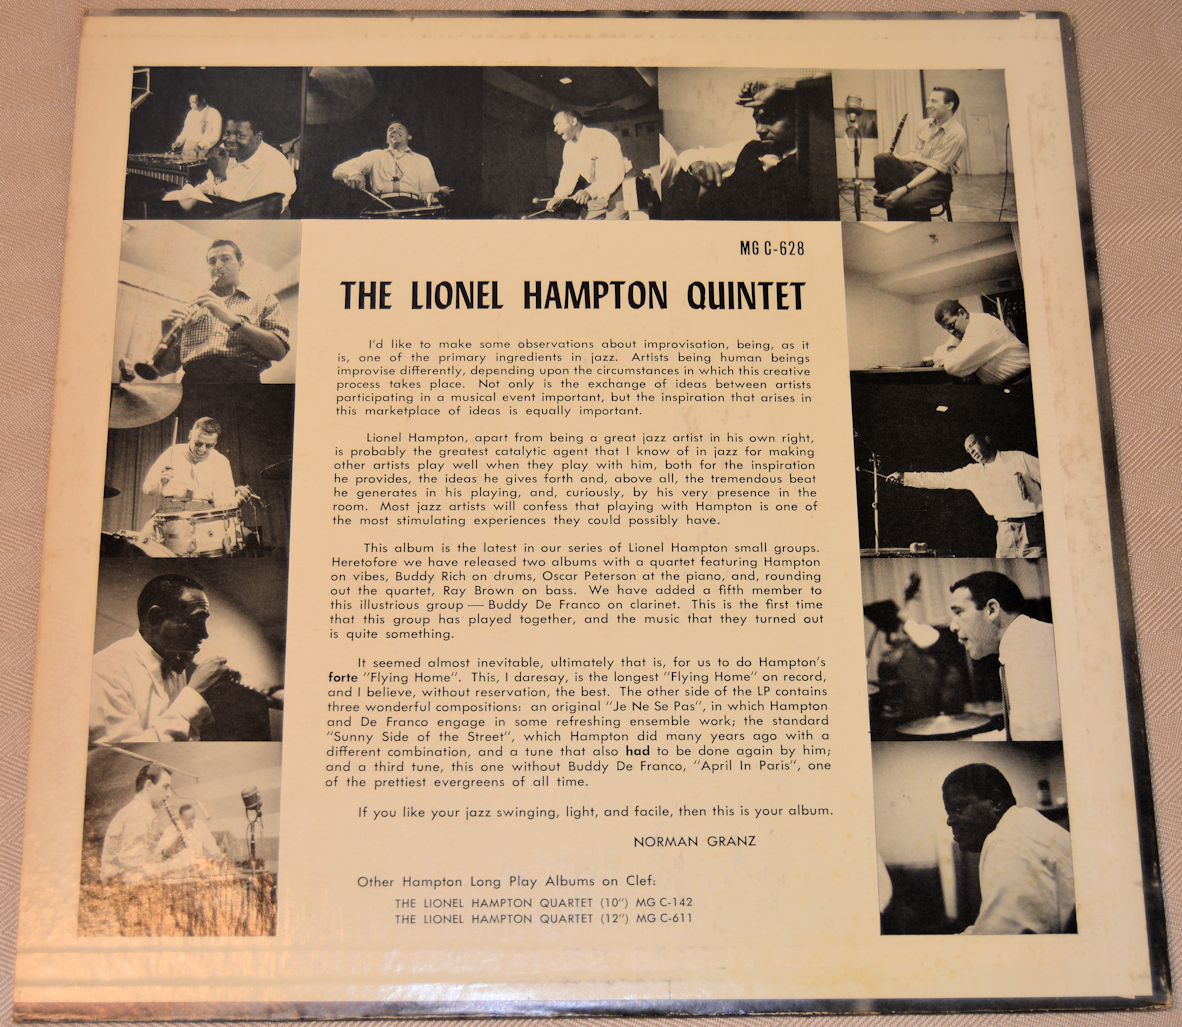 MG C-628
THE LIONEL HAMPTON QUINTET
I'd like to make some observations about improvisation, being, as it
is, one of the primary ingredients in jazz. Artists being human beings
improvise differently, depending upon the circumstances in which this creative
process takes place. Not only is the exchange of ideas between artists
participating in a musical event important, but the inspiration that arises in
this marketplace of ideas is equally important.
Lionel Hampton, apart from being a great jazz artist in his own right,
is probably the greatest catalytic agent that I know of in jazz for making
other artists play well when they play with him, both for the inspiration
he provides, the ideas he gives forth and, above all, the tremendous beat
he generates in his playing, and, curiously, by his very presence in the
room. Most jazz artists will confess that playing with Hampton is one of
the most stimulating experiences they could possibly have.
This album is the latest in our series of Lionel Hampton small groups.
Heretofore we have released two albums with a quartet featuring Hampton
on vibes, Buddy Rich on drums, Oscar Peterson at the piano, and, rounding
out the quartet, Ray Brown on bass. We have added a fifth member to
this illustrious group — Buddy De Franco on clarinet. This is the first time
that this group has played together, and the music that they turned out
is quite something.
It seemed almost inevitable, ultimately that is, for us to do Hampton's
forte "Flying Home". This, I daresay, is the longest "Flying Home" on record,
and I believe, without reservation, the best. The other side of the LP contains
three wonderful compositions: an original "Je Ne Se Pas", in which Hampton
and De Franco engage in some refreshing ensemble work; the standard
"Sunny Side of the Street", which Hampton did many years ago with a
different combination, and a tune that also had to be done again by him;
and a third tune, this one without Buddy De Franco, "April In Paris", one
of the prettiest evergreens of all time.
If you like your jazz swinging, light, and facile, then this is your album.
NORMAN GRANZ
Other Hampton Long Play Albums on Clef:
THE LIONEL HAMPTON QUARTET (10") MG C-142
THE LIONEL HAMPTON QUARTET (12") MG C-611